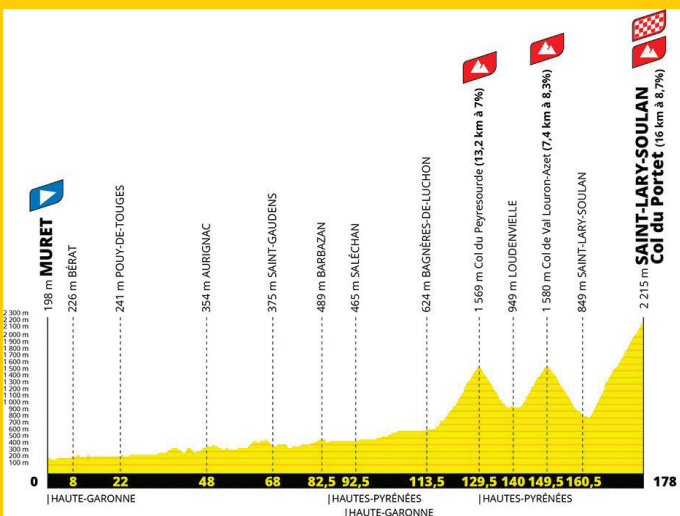 198 m MURET
226 m BÉRAT
241 m POUY-DE-TOUGES
354 m AURIGNAC
375 m SAINT-GAUDENS
489 m BARBAZAN
465 m SALÉCHAN
624 m BAGNÈRES-DE-LUCHON
1 569 m Col du Peyresourde (13,2 km à 7%)
949 m LOUDENVIELLE
1 580 m Col de Val Louron-Azet (7,4 km à 8,3%)
849 m SAINT-LARY-SOULAN
2 215 m SAINT-LARY-SOULAN
Col du Portet (16 km à 8,7%)
2 300 m
2 200 m
2 100 m
2 000 m
1 900 m
1 800 m
1 700 m
1 600 m
1 500 m
1 400 m
1 300 m
1 200 m
1 100 m
1 000 m
900 m
800 m
700 m
600 m
500 m
400 m
300 m
200 m
100 m
0 8 22 48 68 82,5 92,5 113,5 129,5 140 149,5 160,5 178
|HAUTE-GARONNE |HAUTES-PYRÉNÉES |HAUTES-PYRÉNÉES
|HAUTE-GARONNE